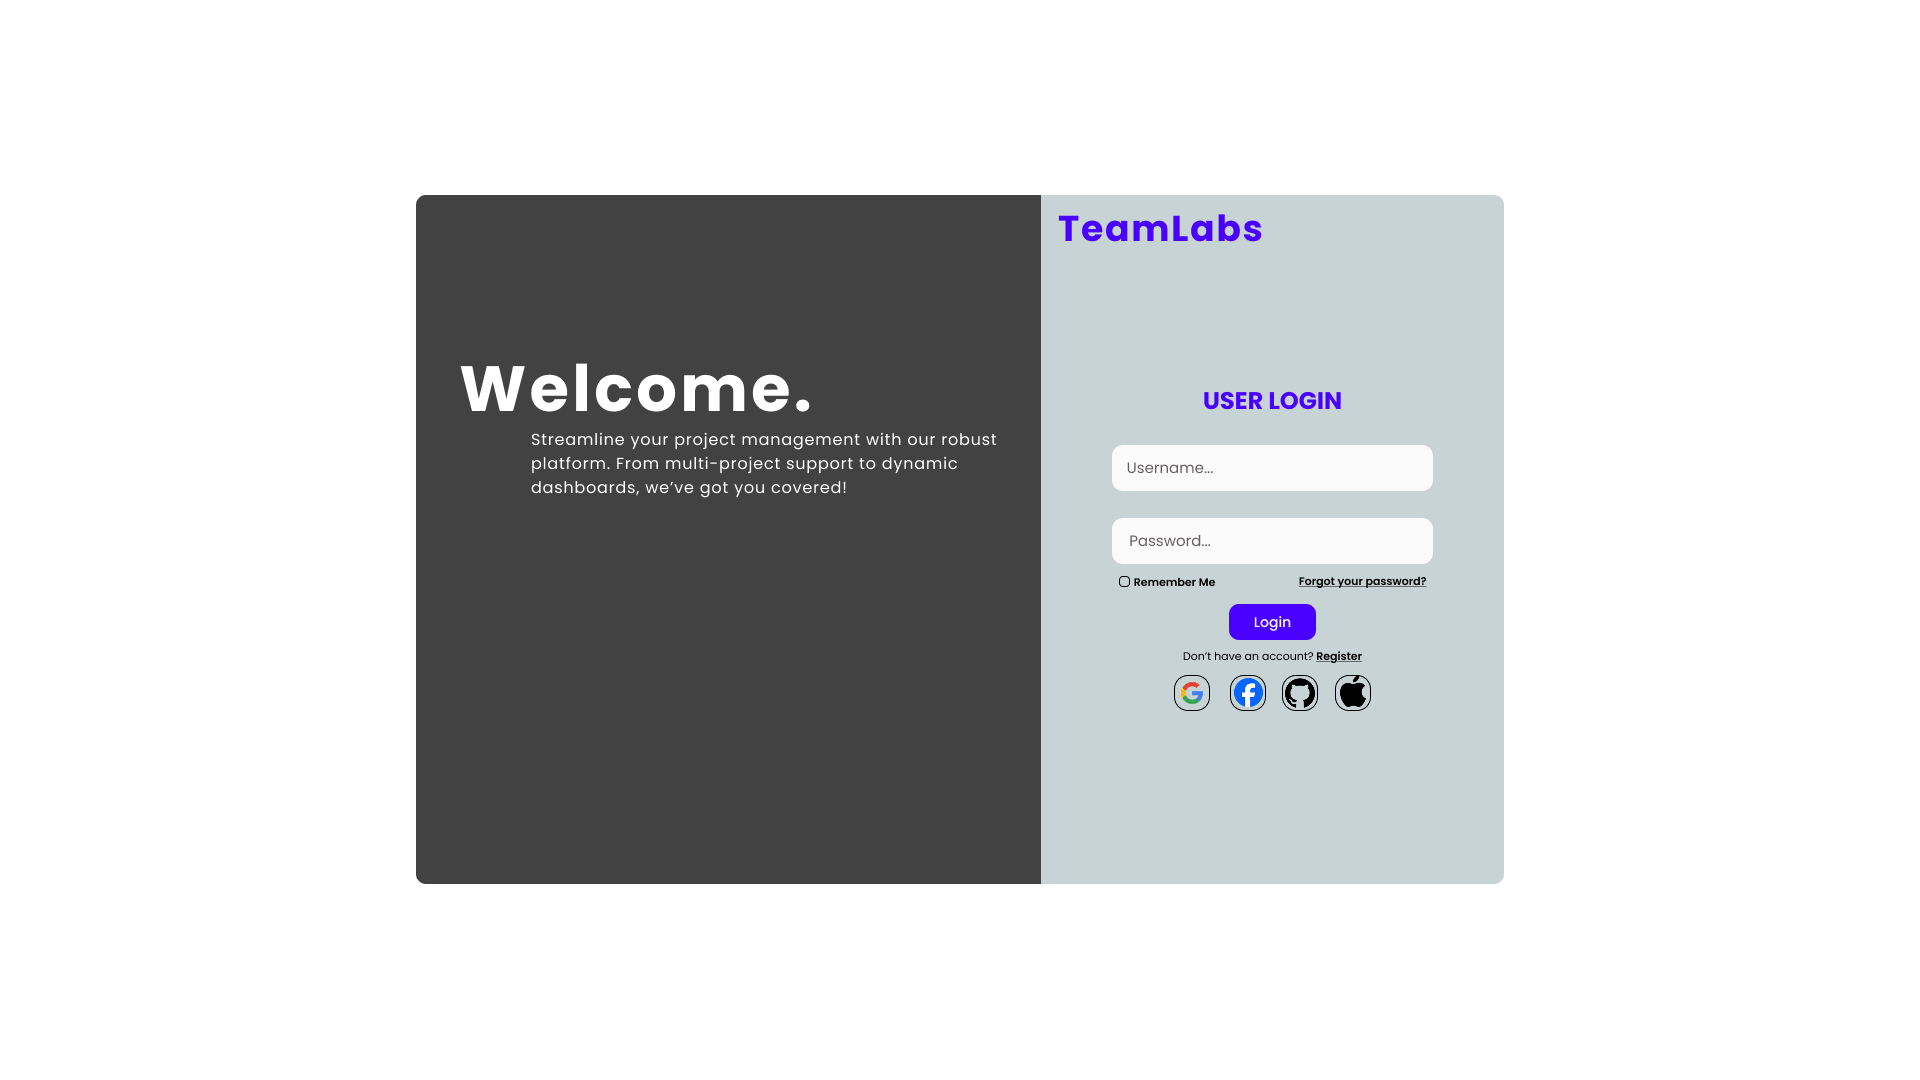 TeamLabs
Welcome.
Streamline your project management with our robust
platform. From multi-project support to dynamic
dashboards, we’ve got you covered!
USER LOGIN
Username...
Password...
Remember Me
Forgot your password?
Login
Don’t have an account? Register